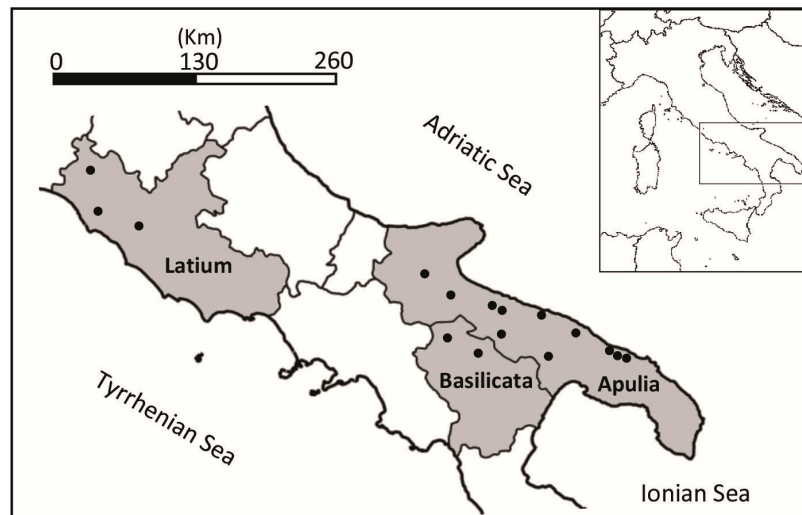 (Km)
0 130 260
Adriatic Sea
Latium
Basilicata Apulia
Tyrrhenian Sea
Ionian Sea